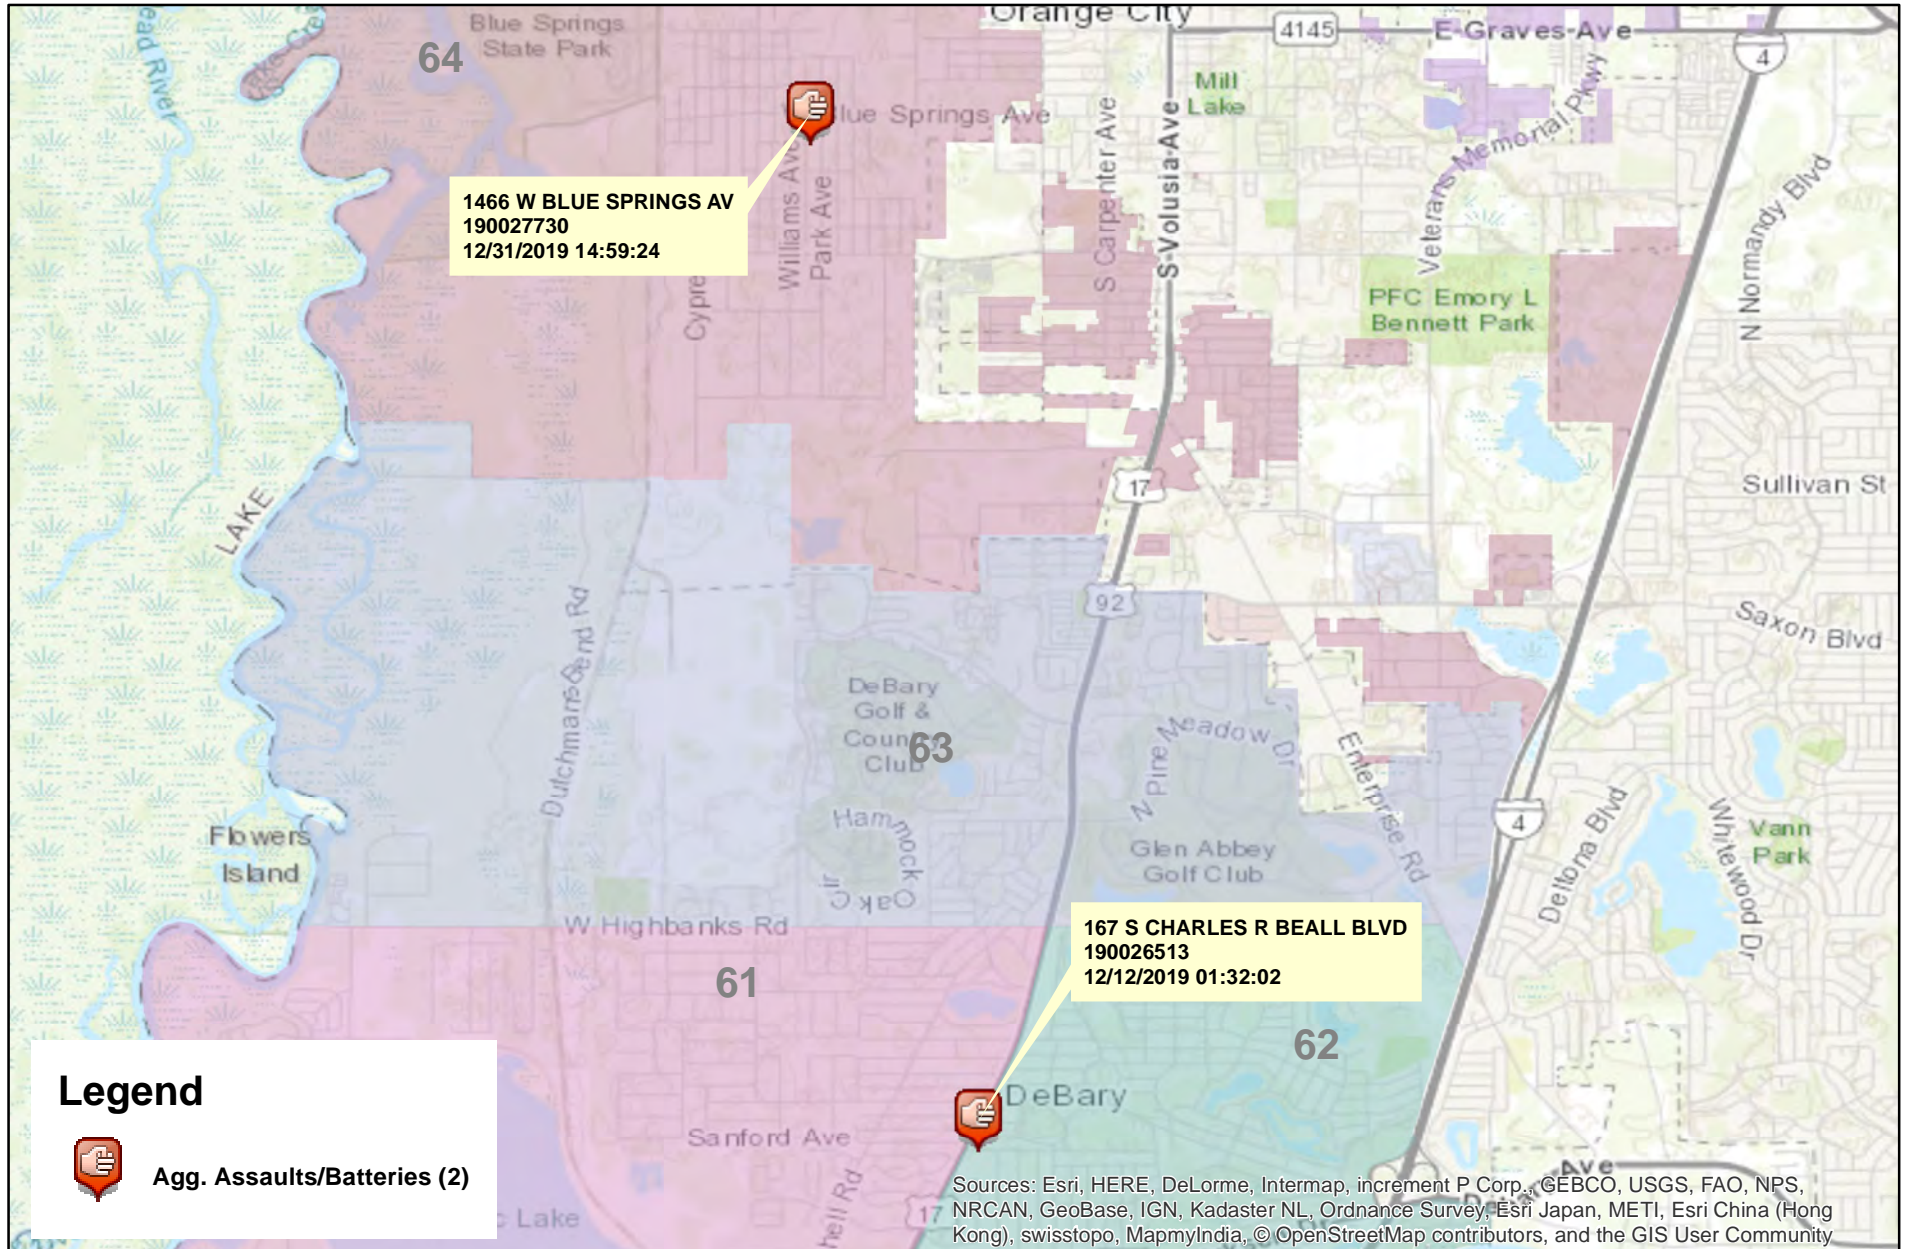 Orange City
Blue Springs
State Park
64
4145
E Graves Ave
4
Mill
Lake
Blue Springs Ave
S Carpenter Ave
S Volusia Ave
Veterans Memorial Pkwy
N Normandy Blvd
1466 W BLUE SPRINGS AV
190027730
12/31/2019 14:59:24
Williams Ave
Park Ave
PFC Emory L
Bennett Park
17
Sullivan St
LAKE
92
Saxon Blvd
Dutchmans Bend Rd
DeBary
Golf &
Country
Club
63
N Pine Meadow Dr
Enterprise Rd
Hammock Oak Cir
Glen Abbey
Golf Club
4
Deltona Blvd
Whitewood Dr
Vann
Park
Flowers
Island
W Highbanks Rd
167 S CHARLES R BEALL BLVD
190026513
12/12/2019 01:32:02
61
62
DeBary
Sanford Ave
17
Lake
Legend
Agg. Assaults/Batteries (2)
Sources: Esri, HERE, DeLorme, Intermap, increment P Corp., GEBCO, USGS, FAO, NPS,
NRCAN, GeoBase, IGN, Kadaster NL, Ordnance Survey, Esri Japan, METI, Esri China (Hong
Kong), swisstopo, MapmyIndia, © OpenStreetMap contributors, and the GIS User Community